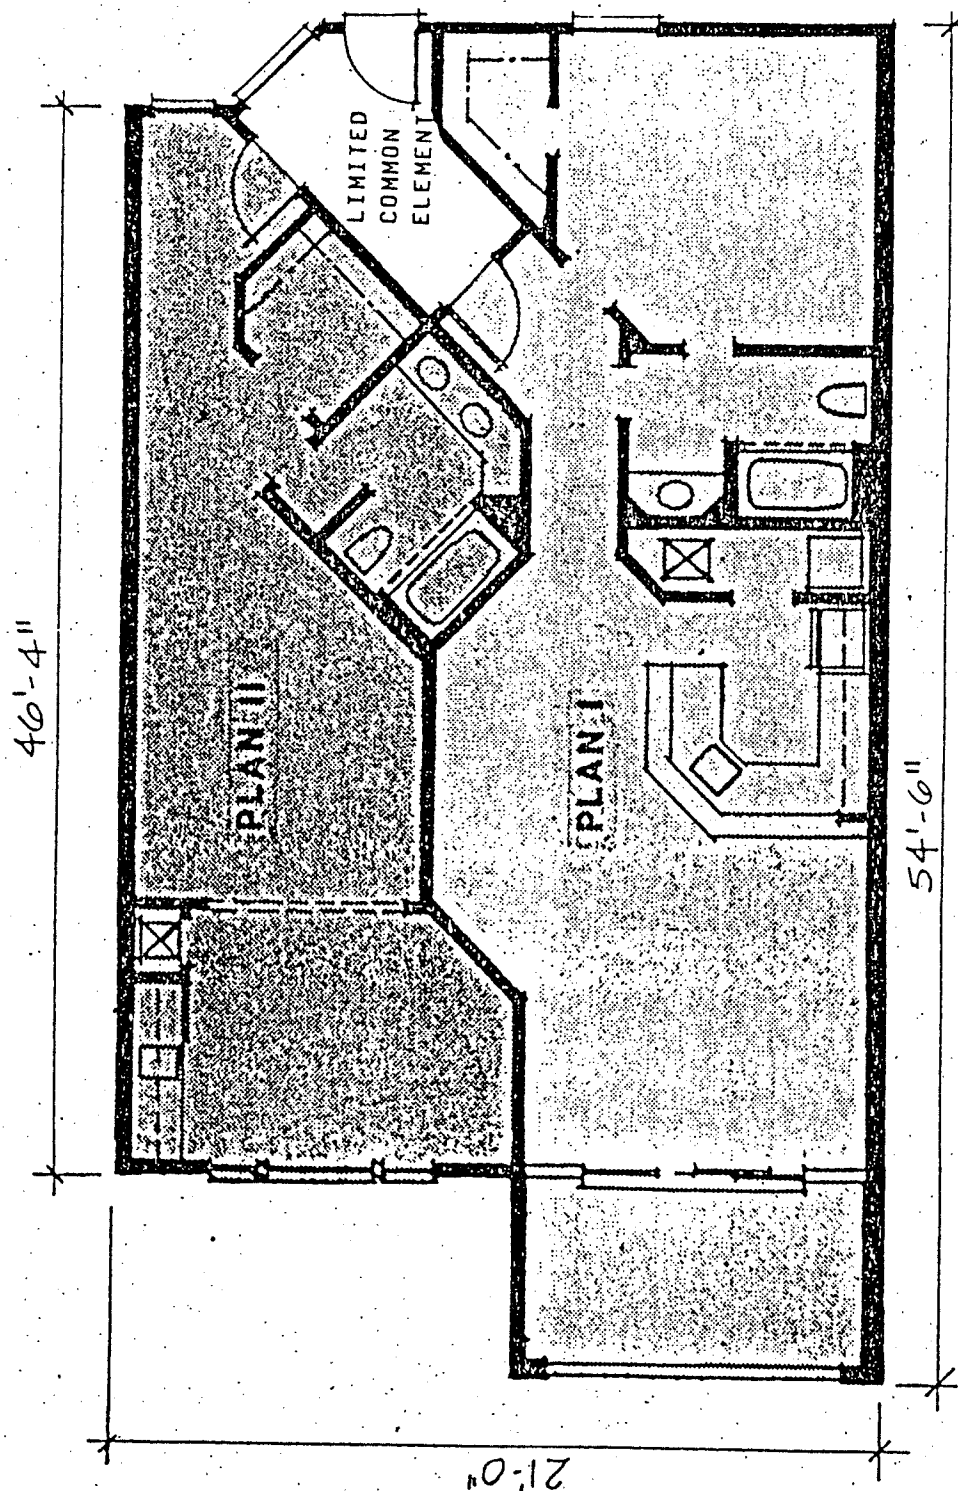 LIMITED
COMMON
ELEMENT
46'-4"
PLAN II
PLAN I
54'-6"
21'-0"